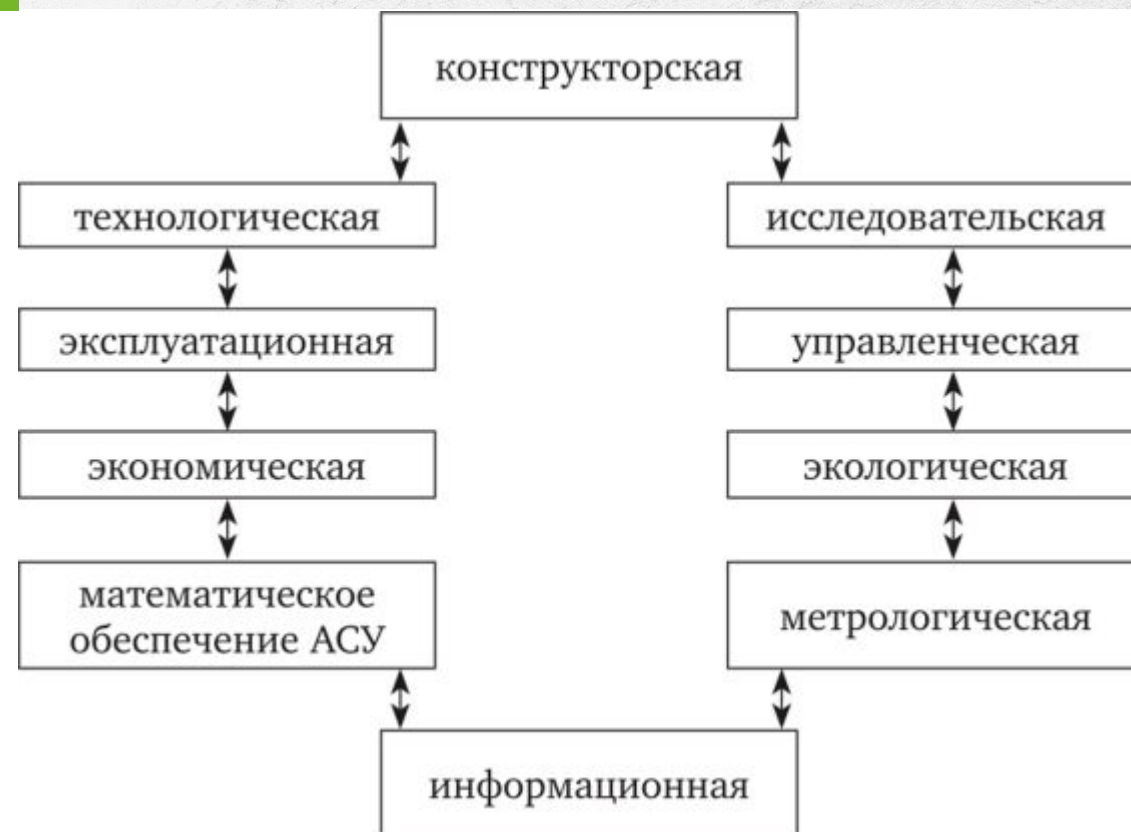 конструкторская
технологическая
исследовательская
эксплуатационная
управленческая
экономическая
экологическая
математическое
обеспечение АСУ
метрологическая
информационная